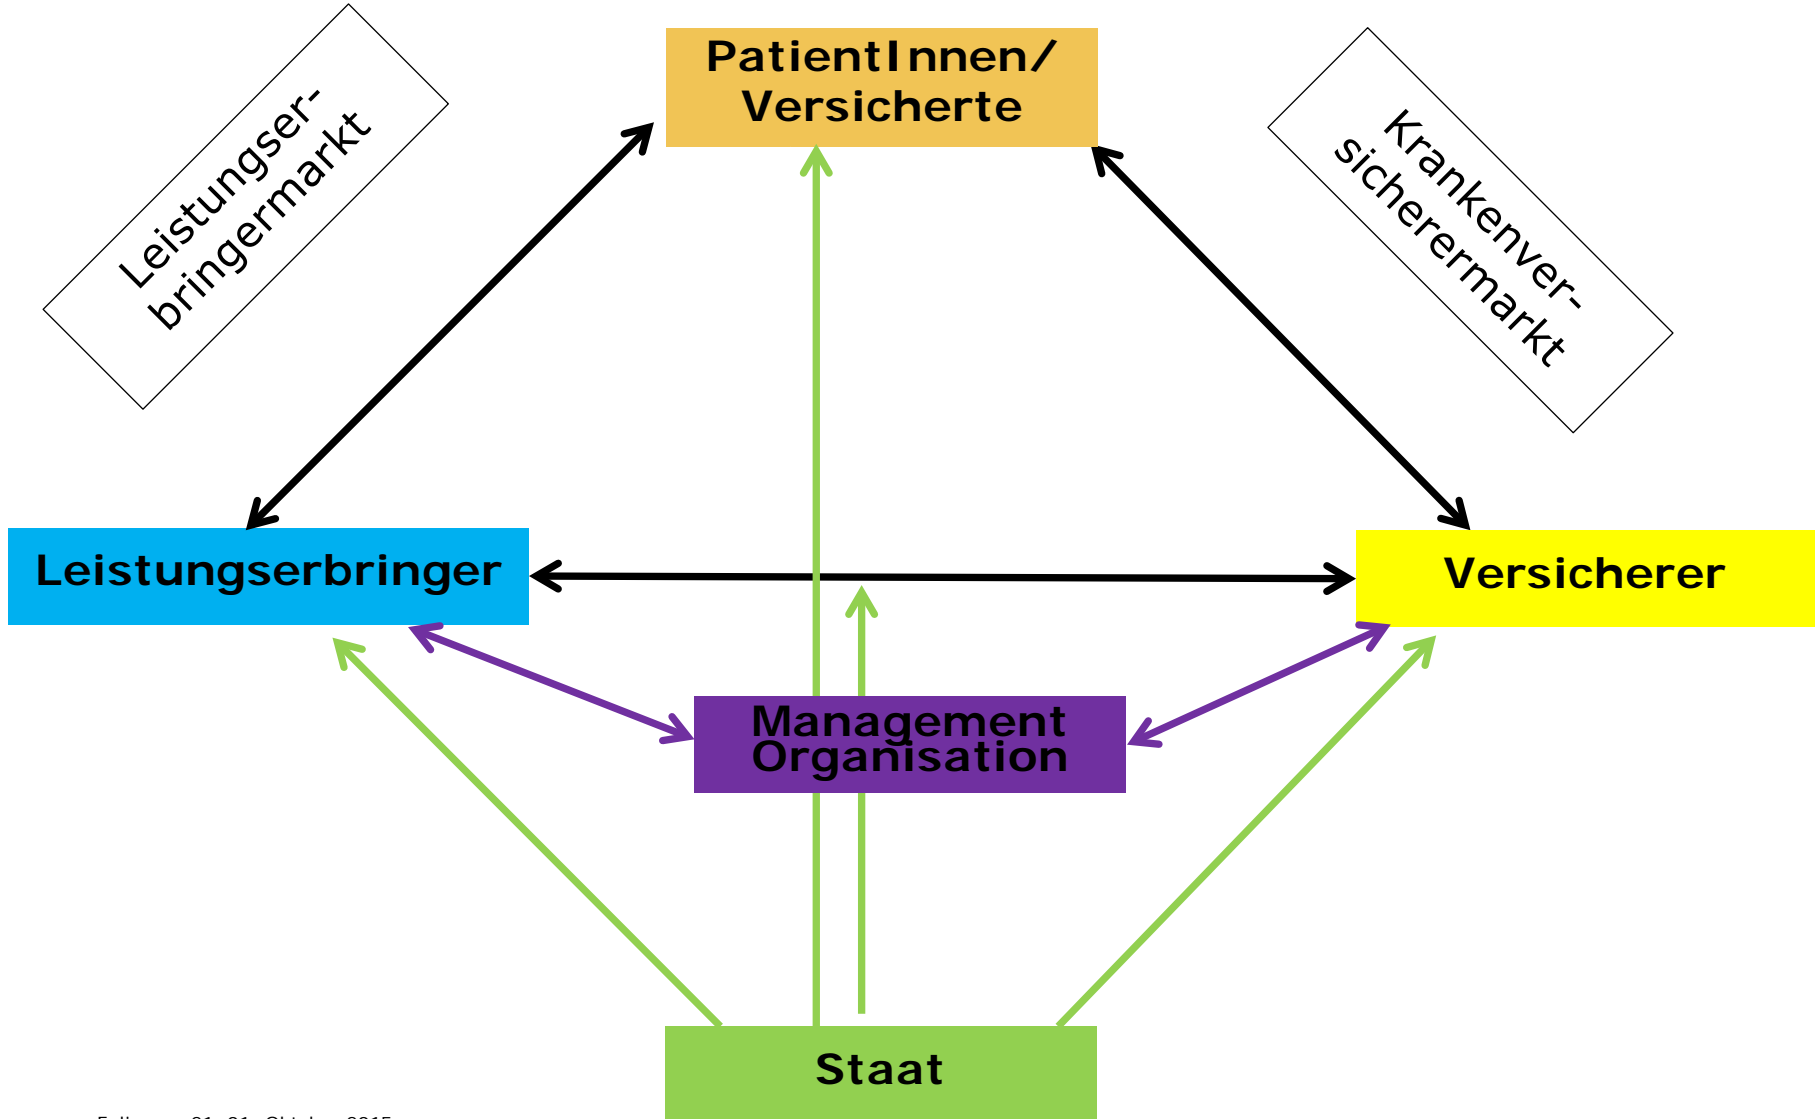 Leistungser-
bringermarkt
PatientInnen/
Versicherte
Krankenver-
sicherermarkt
Leistungserbringer
Versicherer
Management
Organisation
Staat